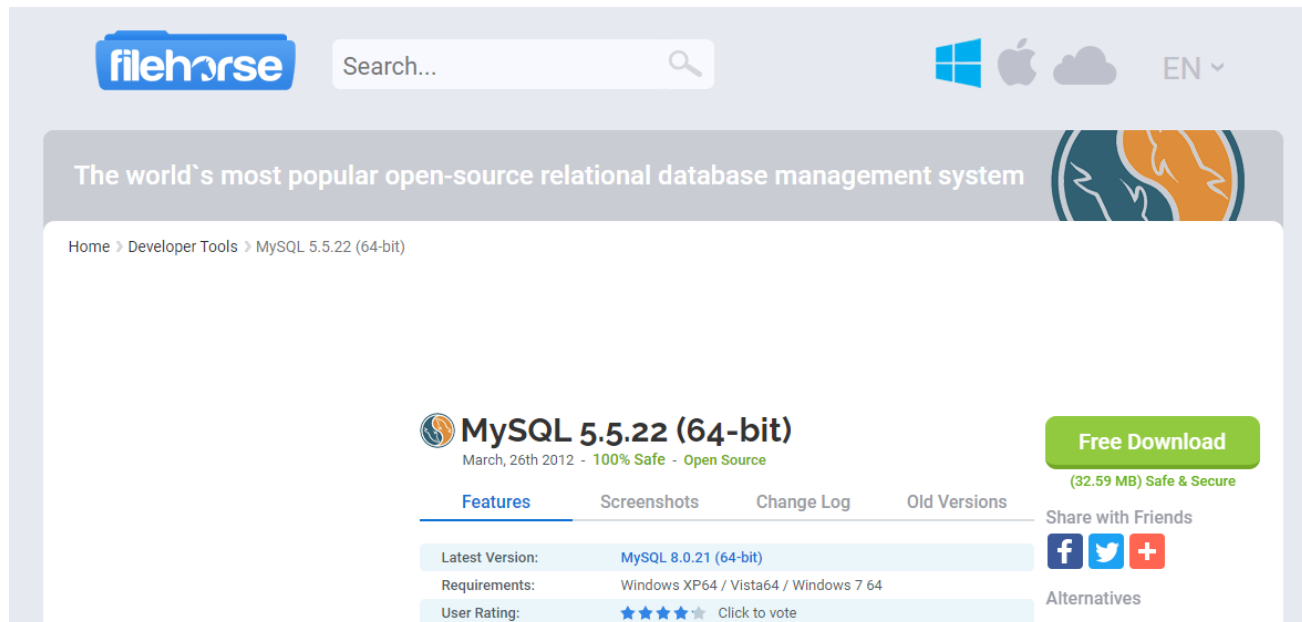 filehorse
Search...
EN
The world`s most popular open-source relational database management system
Home > Developer Tools > MySQL 5.5.22 (64-bit)
MySQL 5.5.22 (64-bit)
March, 26th 2012 - 100% Safe - Open Source
Free Download
(32.59 MB) Safe & Secure
Features Screenshots Change Log Old Versions
Share with Friends
Latest Version: MySQL 8.0.21 (64-bit)
Requirements: Windows XP64 / Vista64 / Windows 7 64
User Rating: Click to vote
Alternatives